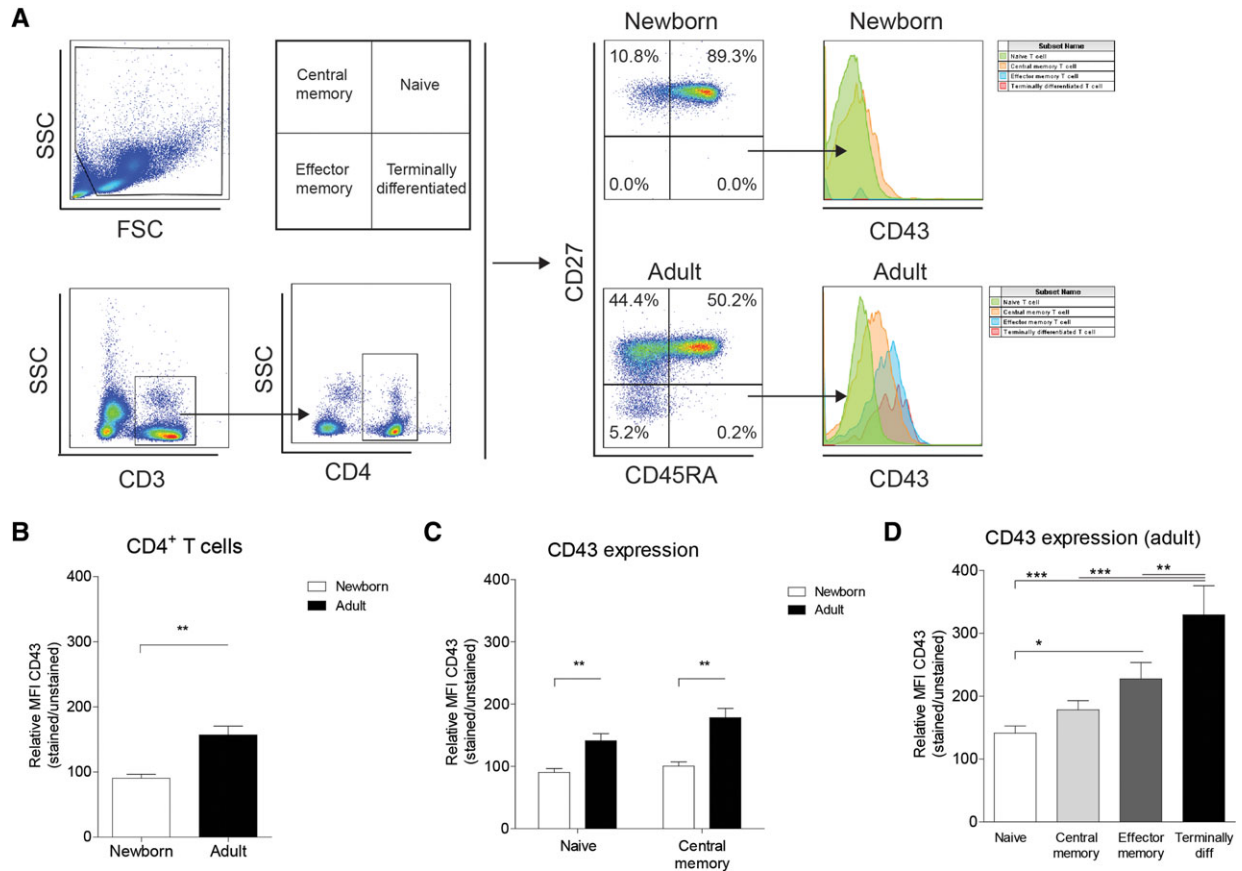 A
SSC
FSC
Central
memory
Naive
Effector
memory
Terminally
differentiated
SSC
CD3
SSC
CD4
CD27
CD45RA
Newborn
10.8%
89.3%
0.0%
0.0%
Newborn
CD43
Subset Name
Naive T cell
Central memory T cell
Effector memory T cell
Terminally differentiated T cell
Adult
44.4%
50.2%
5.2%
0.2%
Adult
CD43
Subset Name
Naive T cell
Central memory T cell
Effector memory T cell
Terminally differentiated T cell
B
CD4+ T cells
Relative MFI CD43
(stained/unstained)
400
300
200
100
0
**
Newborn
Adult
Newborn
Adult
C
CD43 expression
Relative MFI CD43
(stained/unstained)
400
300
200
100
0
**
**
Naive
Central
memory
Newborn
Adult
D
CD43 expression (adult)
Relative MFI CD43
(stained/unstained)
400
300
200
100
0
***
***
**
*
Naive
Central
memory
Effector
memory
Terminally
diff